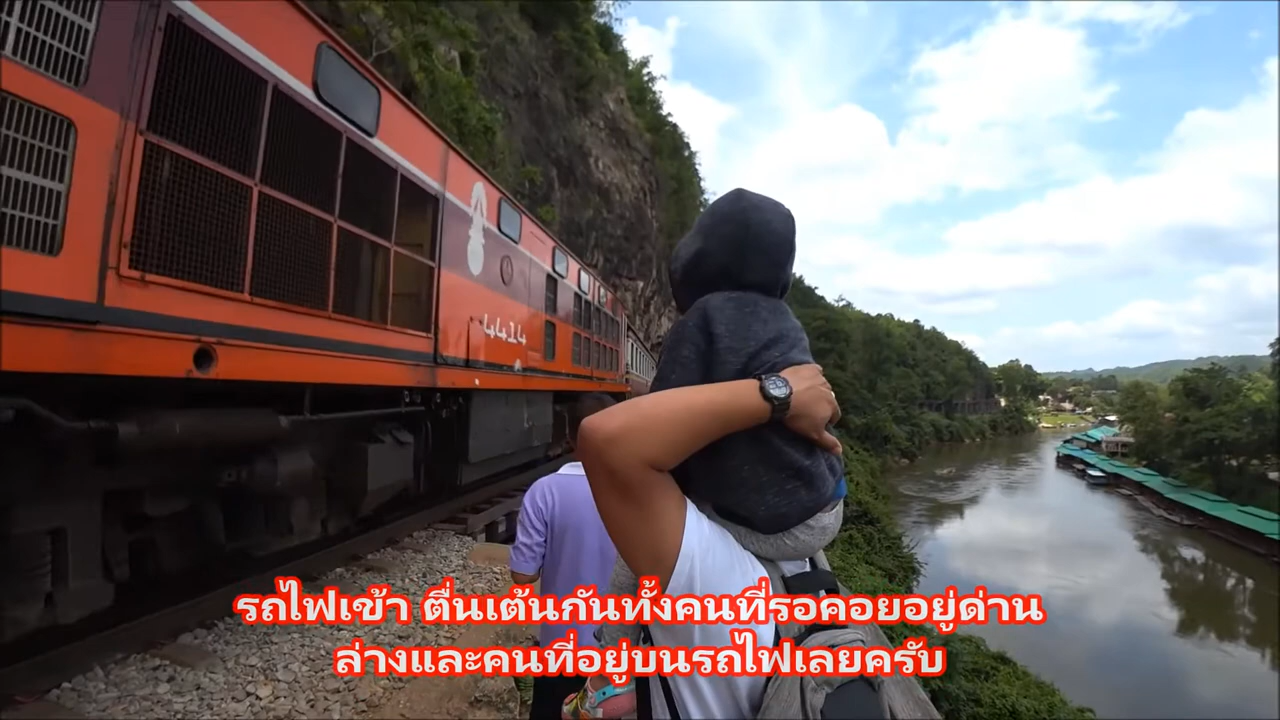 4414
รถไฟเข้า ตื่นเต้นกันทั้งคนที่รอคอยอยู่ด่าน
ล่างและคนที่อยู่บนรถไฟเลยครับ